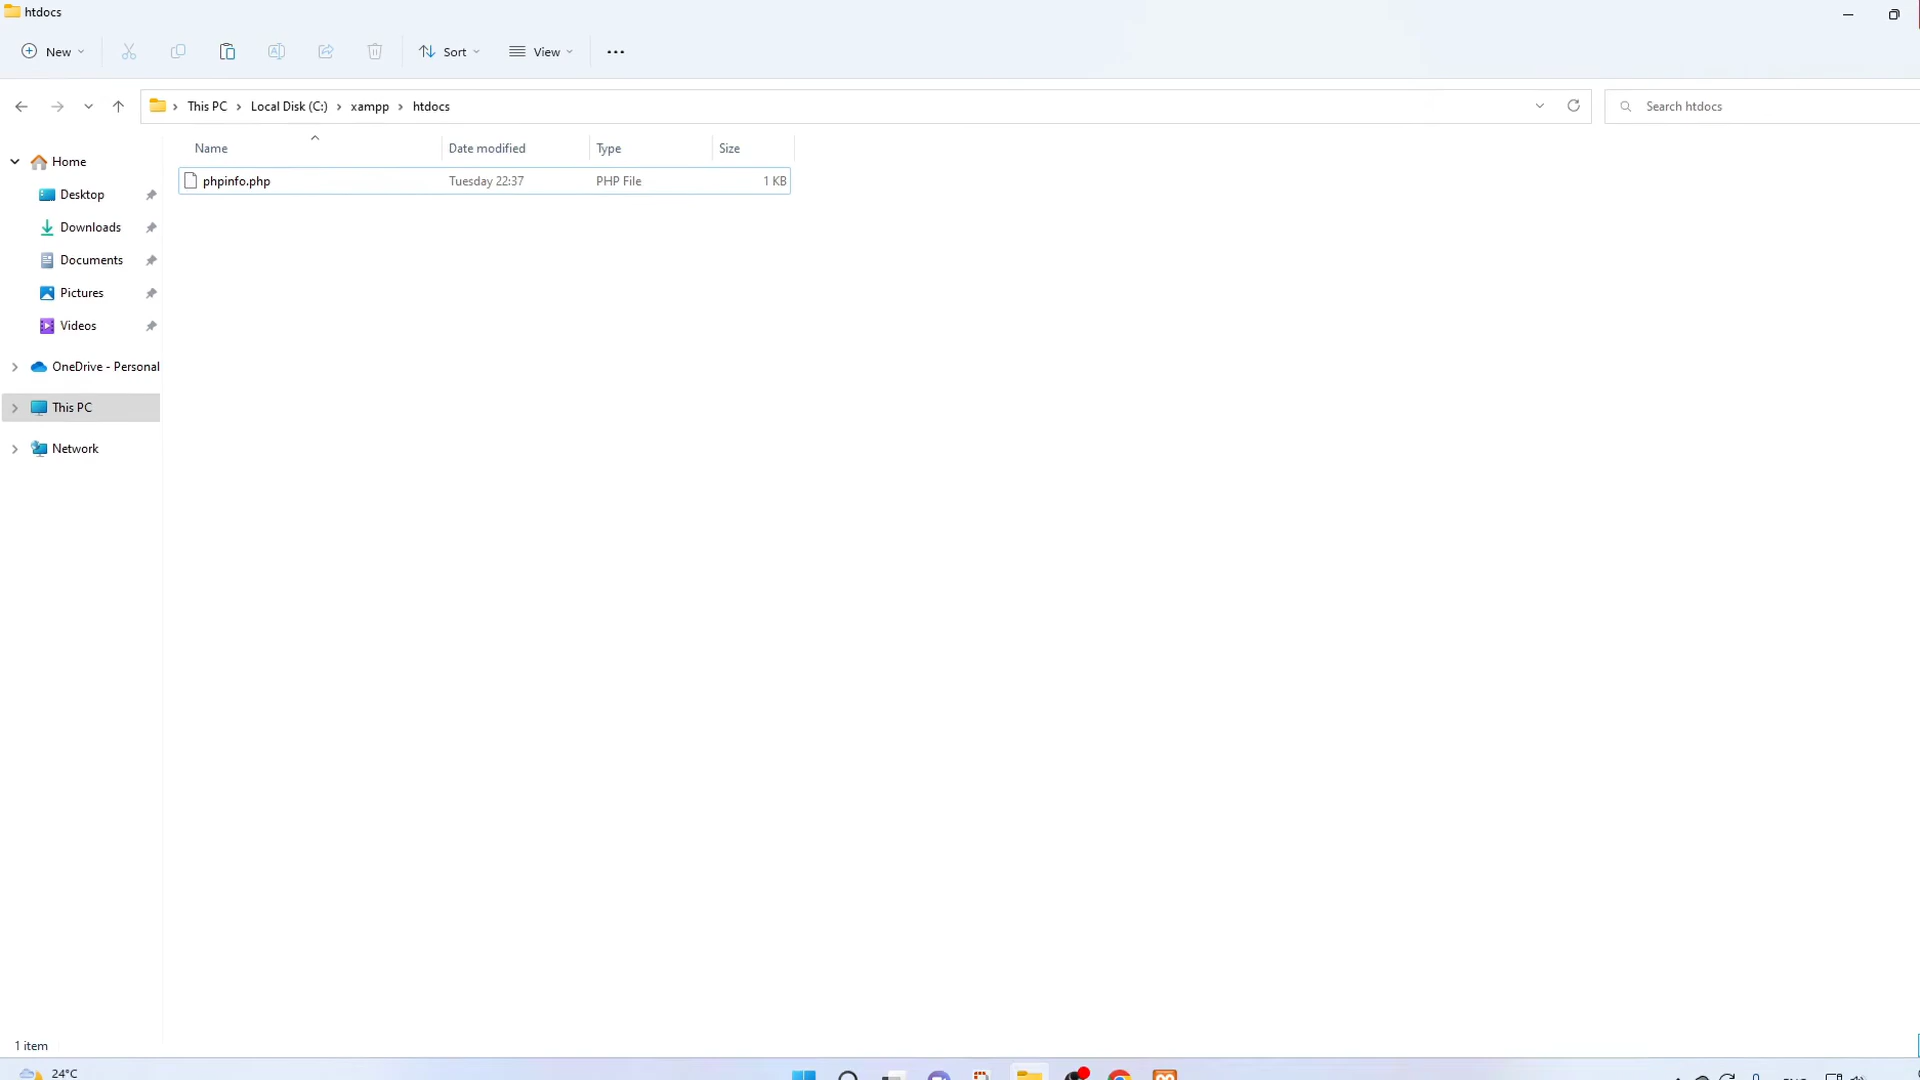 htdocs
New
Sort
View
This PC
Local Disk (C:)
xampp
htdocs
Search htdocs
Name
Date modified
Type
Size
phpinfo.php
Tuesday 22:37
PHP File
1 KB
Home
Desktop
Downloads
Documents
Pictures
Videos
OneDrive - Personal
This PC
Network
1 item
24°C